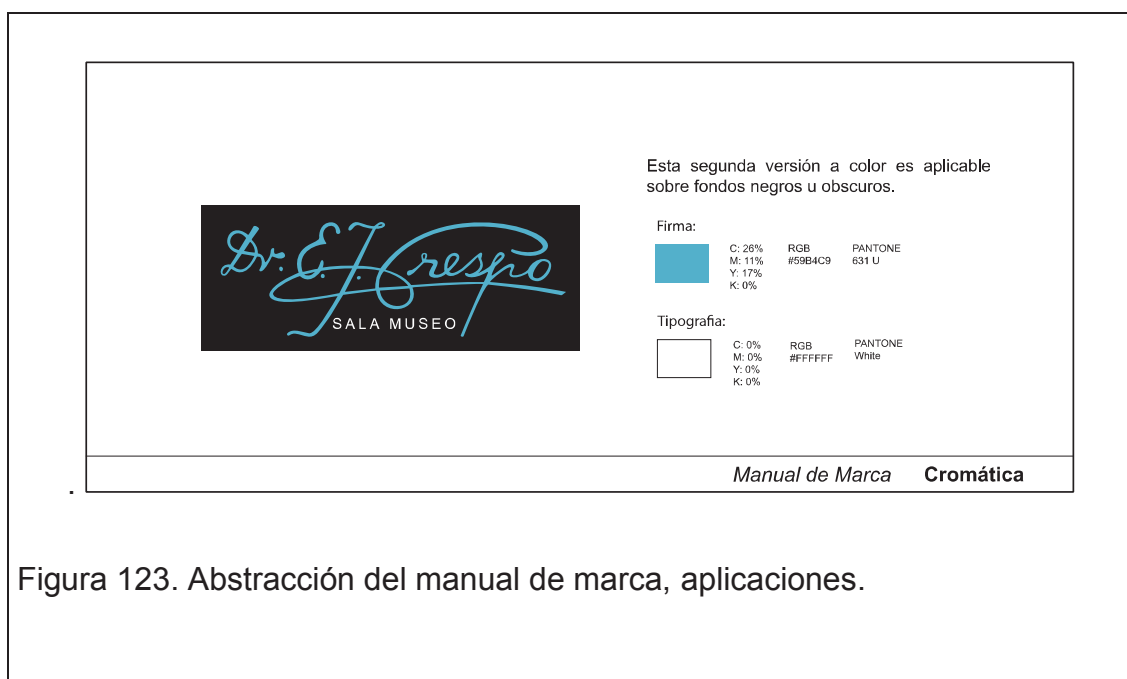 Esta segunda versión a color es aplicable
sobre fondos negros u obscuros.
Dr. E. J. Crespo
SALA MUSEO
Firma:
C: 26% RGB PANTONE
M: 11% #59B4C9 631 U
Y: 17%
K: 0%
Tipografia:
C: 0% RGB PANTONE
M: 0% #FFFFFF White
Y: 0%
K: 0%
Manual de Marca Cromática
.
Figura 123. Abstracción del manual de marca, aplicaciones.